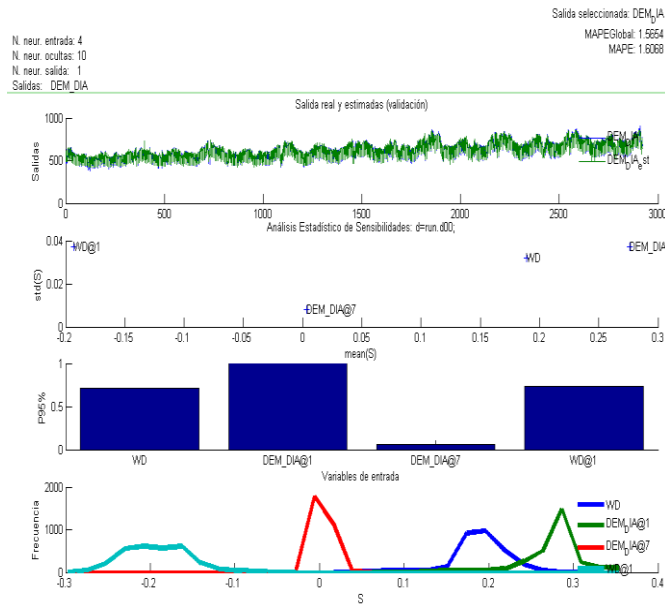 Salida seleccionada: DEM_DIA
MAPEGlobal: 1.5654
MAPE: 1.6068
N. neur. entrada: 4
N. neur. ocultas: 10
N. neur. salida: 1
Salidas: DEM_DIA
Salida real y estimadas (validación)
Salidas
1000
500
0
DEM_DIA
DEM_DIA_est
0 500 1000 1500 2000 2500 3000
Análisis Estadístico de Sensibilidades: d=run.d00;
std(S)
0.04
0.02
0
WD@1
DEM_DIA@7
WD
DEM_DIA
-0.2 -0.15 -0.1 -0.05 0 0.05 0.1 0.15 0.2 0.25 0.3
mean(S)
P95%
1
0.5
0
WD DEM_DIA@1 DEM_DIA@7 WD@1
Variables de entrada
Frecuencia
2000
1000
0
WD
DEM_DIA@1
DEM_DIA@7
WD@1
-0.3 -0.2 -0.1 0 0.1 0.2 0.3 0.4
S